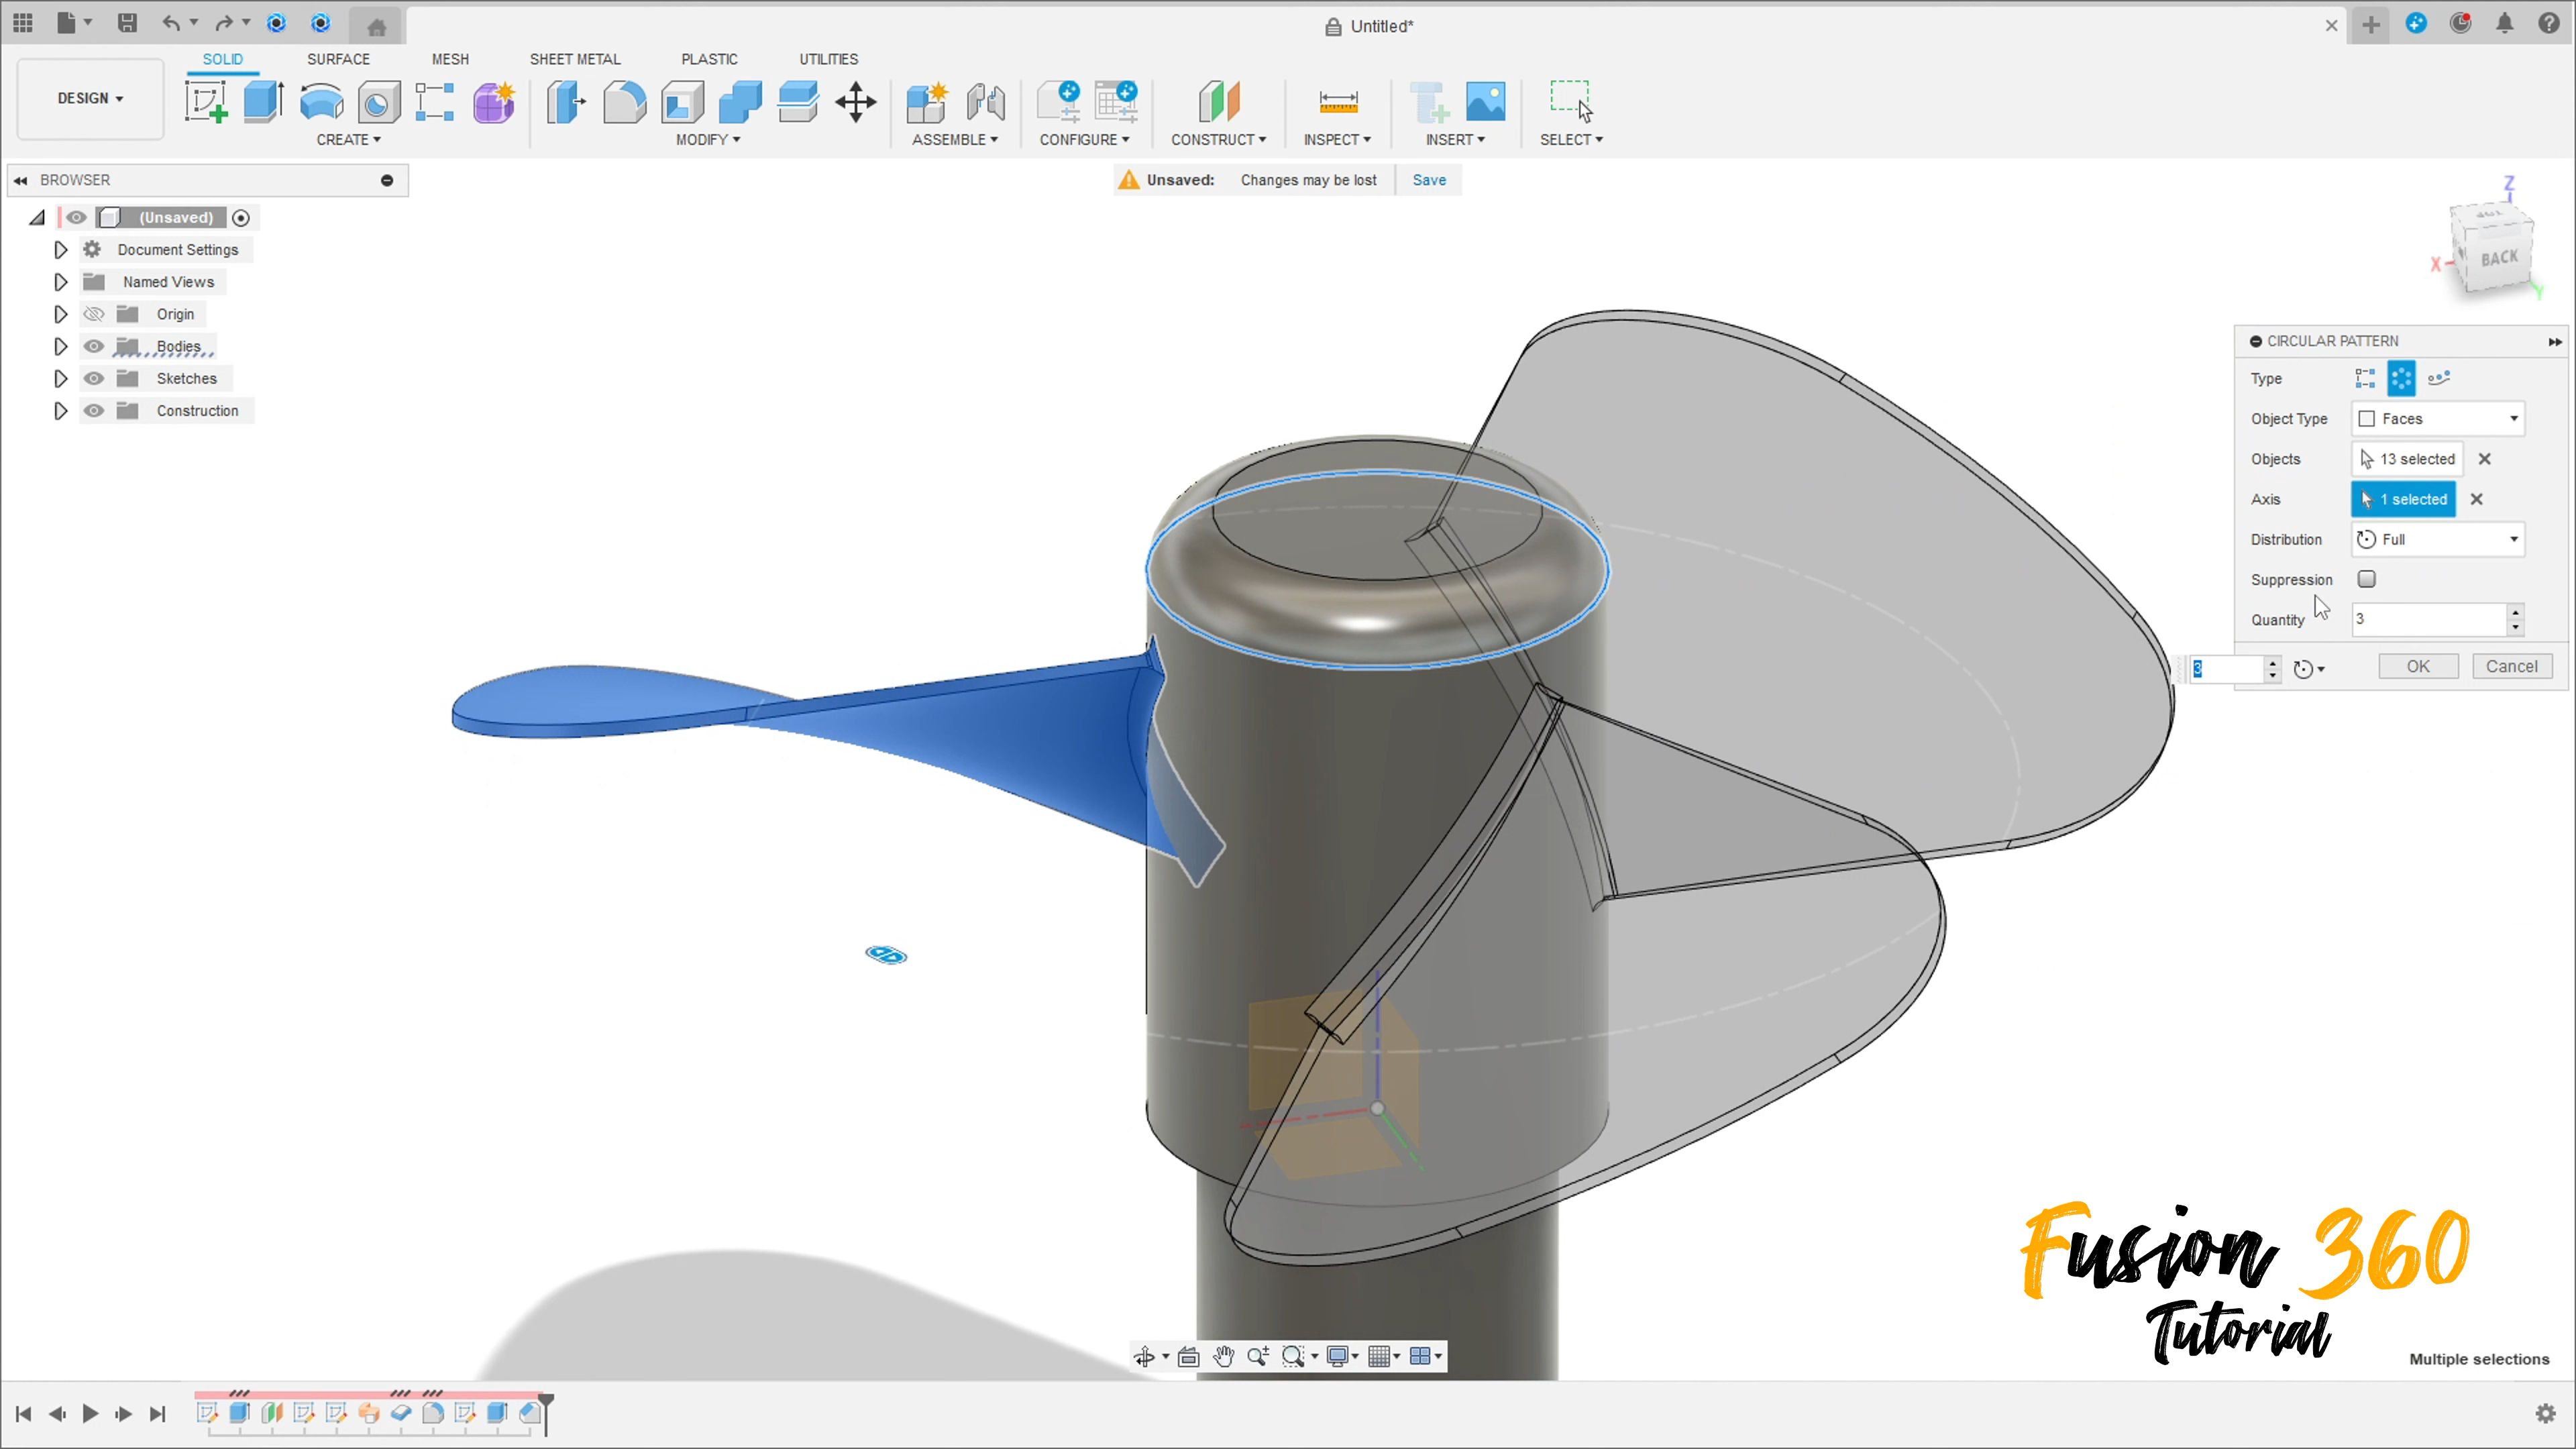 Untitled*
SOLID SURFACE MESH SHEET METAL PLASTIC UTILITIES
DESIGN
CREATE MODIFY ASSEMBLE CONFIGURE CONSTRUCT INSPECT INSERT SELECT
BROWSER
Unsaved: Changes may be lost Save
(Unsaved)
Document Settings
Named Views
Origin
Bodies
Sketches
Construction
Z
TOP
BACK
X
Y
CIRCULAR PATTERN
Type
Object Type Faces
Objects 13 selected
Axis 1 selected
Distribution Full
Suppression
Quantity 3
3
OK Cancel
Fusion 360
Tutorial
Multiple selections